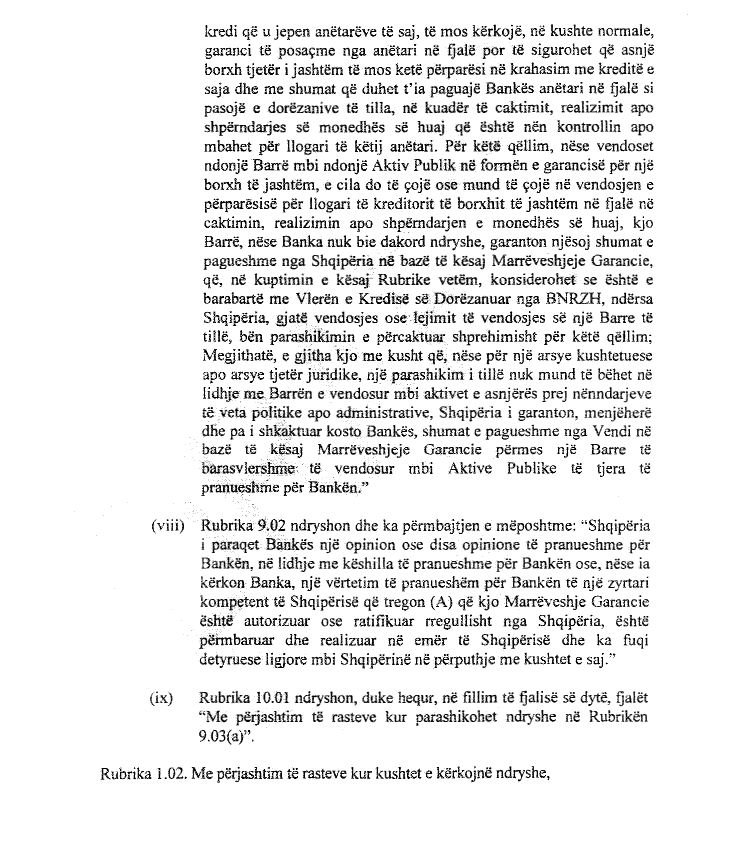 kredi që u jepen anëtarëve të saj, të mos kërkojë, në kushte normale,
garanci të posaçme nga anëtari në fjalë por të sigurohet që asnjë
borxh tjetër i jashtëm të mos ketë përparësi në krahasim me kreditë e
saja dhe me shumat që duhet t’ia paguajë Bankës anëtari në fjalë si
pasojë e dorëzanive të tilla, në kuadër të caktimit, realizimit apo
shpërndarjes së monedhës së huaj që është nën kontrollin apo
mbahet për llogari të këtij anëtari. Për këtë qëllim, nëse vendoset
ndonjë Barrë mbi ndonjë Aktiv Publik në formën e garancisë për një
borxh të jashtëm, e cila do të çojë ose mund të çojë në vendosjen e
përparësisë për llogari të kreditorit të borxhit të jashtëm në fjalë në
caktimin, realizimin apo shpërndarjen e monedhës së huaj, kjo
Barrë, nëse Banka nuk bie dakord ndryshe, garanton njësoj shumat e
pagueshme nga Shqipëria në bazë të kësaj Marrëveshjeje Garancie,
që, në kuptimin e kësaj Rubrike vetëm, konsiderohet se është e
barabartë me Vlerën e Kredisë së Dorëzanuar nga BNRZH, ndërsa
Shqipëria, gjatë vendosjes ose lejimit të vendosjes së një Barre të
tillë, bën parashikimin e përcaktuar shprehimisht për këtë qëllim;
Megjithatë, e gjitha kjo me kusht që, nëse për një arsye kushtetuese
apo arsye tjetër juridike, një parashikim i tillë nuk mund të bëhet në
lidhje me Barrën e vendosur mbi aktivet e asnjërës prej nënndarjeve
të veta politike apo administrative, Shqipëria i garanton, menjëherë
dhe pa i shkaktuar kosto Bankës, shumat e pagueshme nga Vendi në
bazë të kësaj Marrëveshjeje Garancie përmes një Barre të
barasvlershme të vendosur mbi Aktive Publike të tjera të
pranueshme për Bankën.”
(viii) Rubrika 9.02 ndryshon dhe ka përmbajtjen e mëposhtme: “Shqipëria
i paraqet Bankës një opinion ose disa opinione të pranueshme për
Bankën, në lidhje me këshilla të pranueshme për Bankën ose, nëse ia
kërkon Banka, një vërtetim të pranueshëm për Bankën të një zyrtari
kompetent të Shqipërisë që tregon (A) që kjo Marrëveshje Garancie
është autorizuar ose ratifikuar rregullisht nga Shqipëria, është
përmbaruar dhe realizuar në emër të Shqipërisë dhe ka fuqi
detyruese ligjore mbi Shqipërinë në përputhje me kushtet e saj.”
(ix) Rubrika 10.01 ndryshon, duke hequr, në fillim të fjalisë së dytë, fjalët
“Me përjashtim të rasteve kur parashikohet ndryshe në Rubrikën
9.03(a)”.
Rubrika 1.02. Me përjashtim të rasteve kur kushtet e kërkojnë ndryshe,